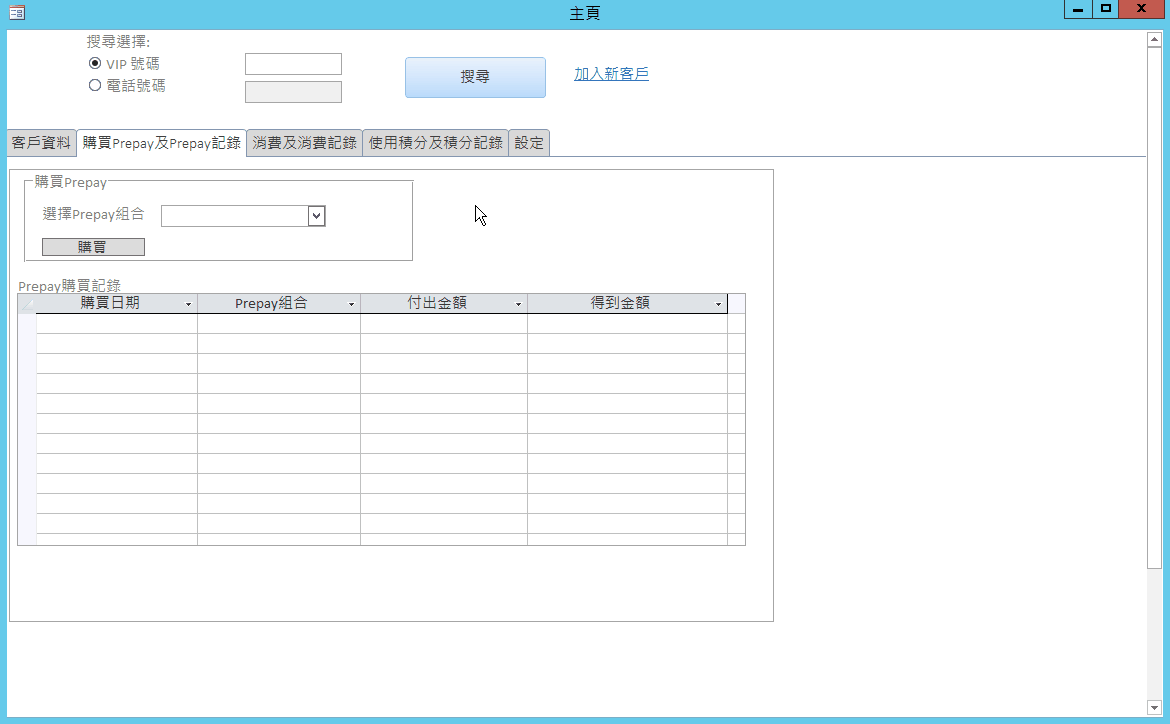 主頁
搜尋選擇:
VIP 號碼
電話號碼
搜尋
加入新客戶
客戶資料 購買Prepay及Prepay記錄 消費及消費記錄 使用積分及積分記錄 設定
購買Prepay
選擇Prepay組合
購買
Prepay購買記錄
購買日期 Prepay組合 付出金額 得到金額